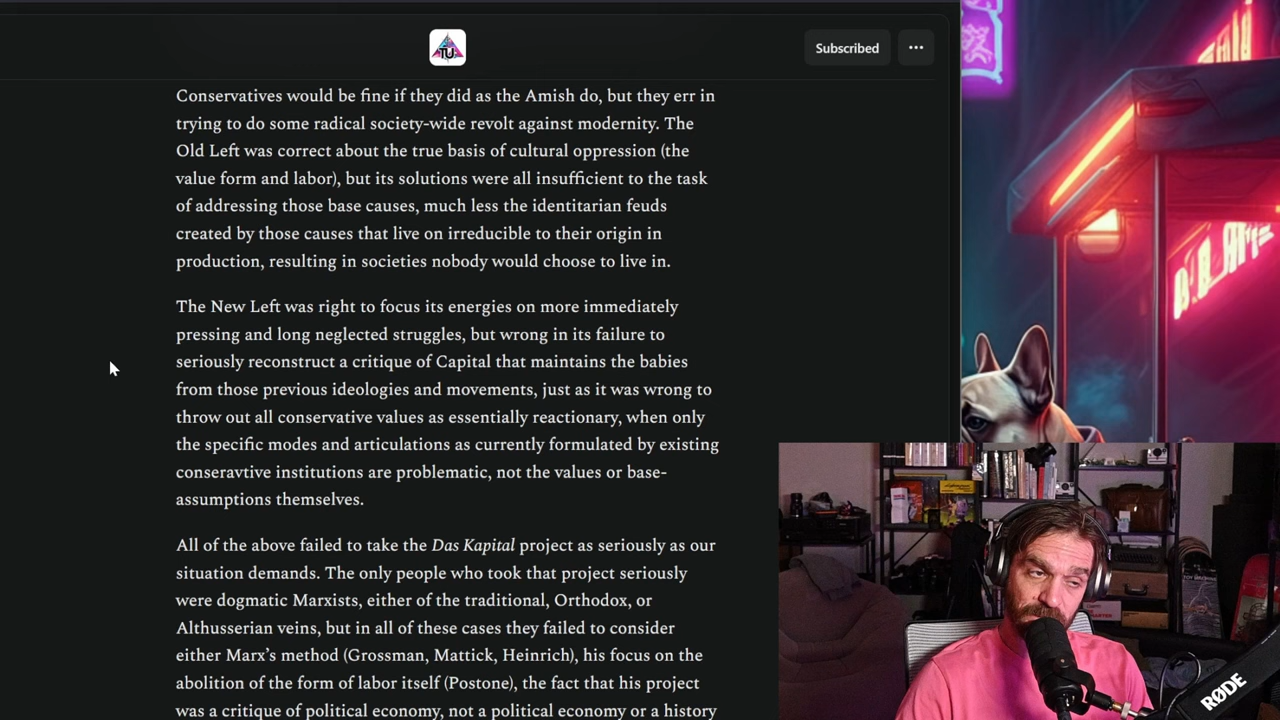 TU
Subscribed
Conservatives would be fine if they did as the Amish do, but they err in
trying to do some radical society-wide revolt against modernity. The
Old Left was correct about the true basis of cultural oppression (the
value form and labor), but its solutions were all insufficient to the task
of addressing those base causes, much less the identitarian feuds
created by those causes that live on irreducible to their origin in
production, resulting in societies nobody would choose to live in.
The New Left was right to focus its energies on more immediately
pressing and long neglected struggles, but wrong in its failure to
seriously reconstruct a critique of Capital that maintains the babies
from those previous ideologies and movements, just as it was wrong to
throw out all conservative values as essentially reactionary, when only
the specific modes and articulations as currently formulated by existing
conseravtive institutions are problematic, not the values or base-
assumptions themselves.
All of the above failed to take the Das Kapital project as seriously as our
situation demands. The only people who took that project seriously
were dogmatic Marxists, either of the traditional, Orthodox, or
Althusserian veins, but in all of these cases they failed to consider
either Marx’s method (Grossman, Mattick, Heinrich), his focus on the
abolition of the form of labor itself (Postone), the fact that his project
was a critique of political economy, not a political economy or a history
RØDE